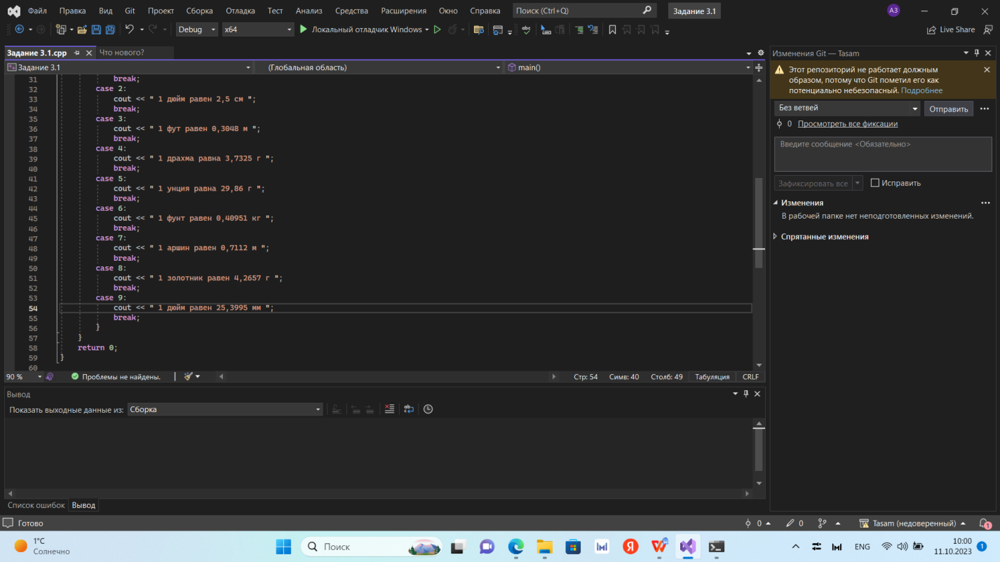 Файл Правка Вид Git Проект Сборка Отладка Тест Анализ Средства Расширения Окно Справка Поиск (Ctrl+Q) Задание 3.1 АЗ
Debug x64 Локальный отладчик Windows Live Share
Задание 3.1.cpp Что нового?
Задание 3.1 (Глобальная область) main()
31 break;
32 case 2:
33 cout << " 1 дюйм равен 2,5 см ";
34 break;
35 case 3:
36 cout << " 1 фут равен 0,3048 м ";
37 break;
38 case 4:
39 cout << " 1 драхма равна 3,7325 г ";
40 break;
41 case 5:
42 cout << " 1 унция равна 29,86 г ";
43 break;
44 case 6:
45 cout << " 1 фунт равен 0,40951 кг ";
46 break;
47 case 7:
48 cout << " 1 аршин равен 0,7112 м ";
49 break;
50 case 8:
51 cout << " 1 золотник равен 4,2657 г ";
52 break;
53 case 9:
54 cout << " 1 дюйм равен 25,3995 мм ";
55 break;
56 }
57 }
58 return 0;
59 }
60
90 % Проблемы не найдены. Стр: 54 Симв: 40 Столб: 49 Табуляция CRLF
Вывод
Показать выходные данные из: Сборка
Список ошибок Вывод
Изменения Git — Tasam
Этот репозиторий не работает должным
образом, потому что Git пометил его как
потенциально небезопасный. Подробнее
Без ветвей Отправить
0 Просмотреть все фиксации
Введите сообщение <Обязательно>
Зафиксировать все Исправить
Изменения
В рабочей папке нет неподготовленных изменений.
Спрятанные изменения
Готово 0 0 Tasam (недоверенный) 1
1°C
Солнечно
Поиск
ENG
10:00
11.10.2023
1